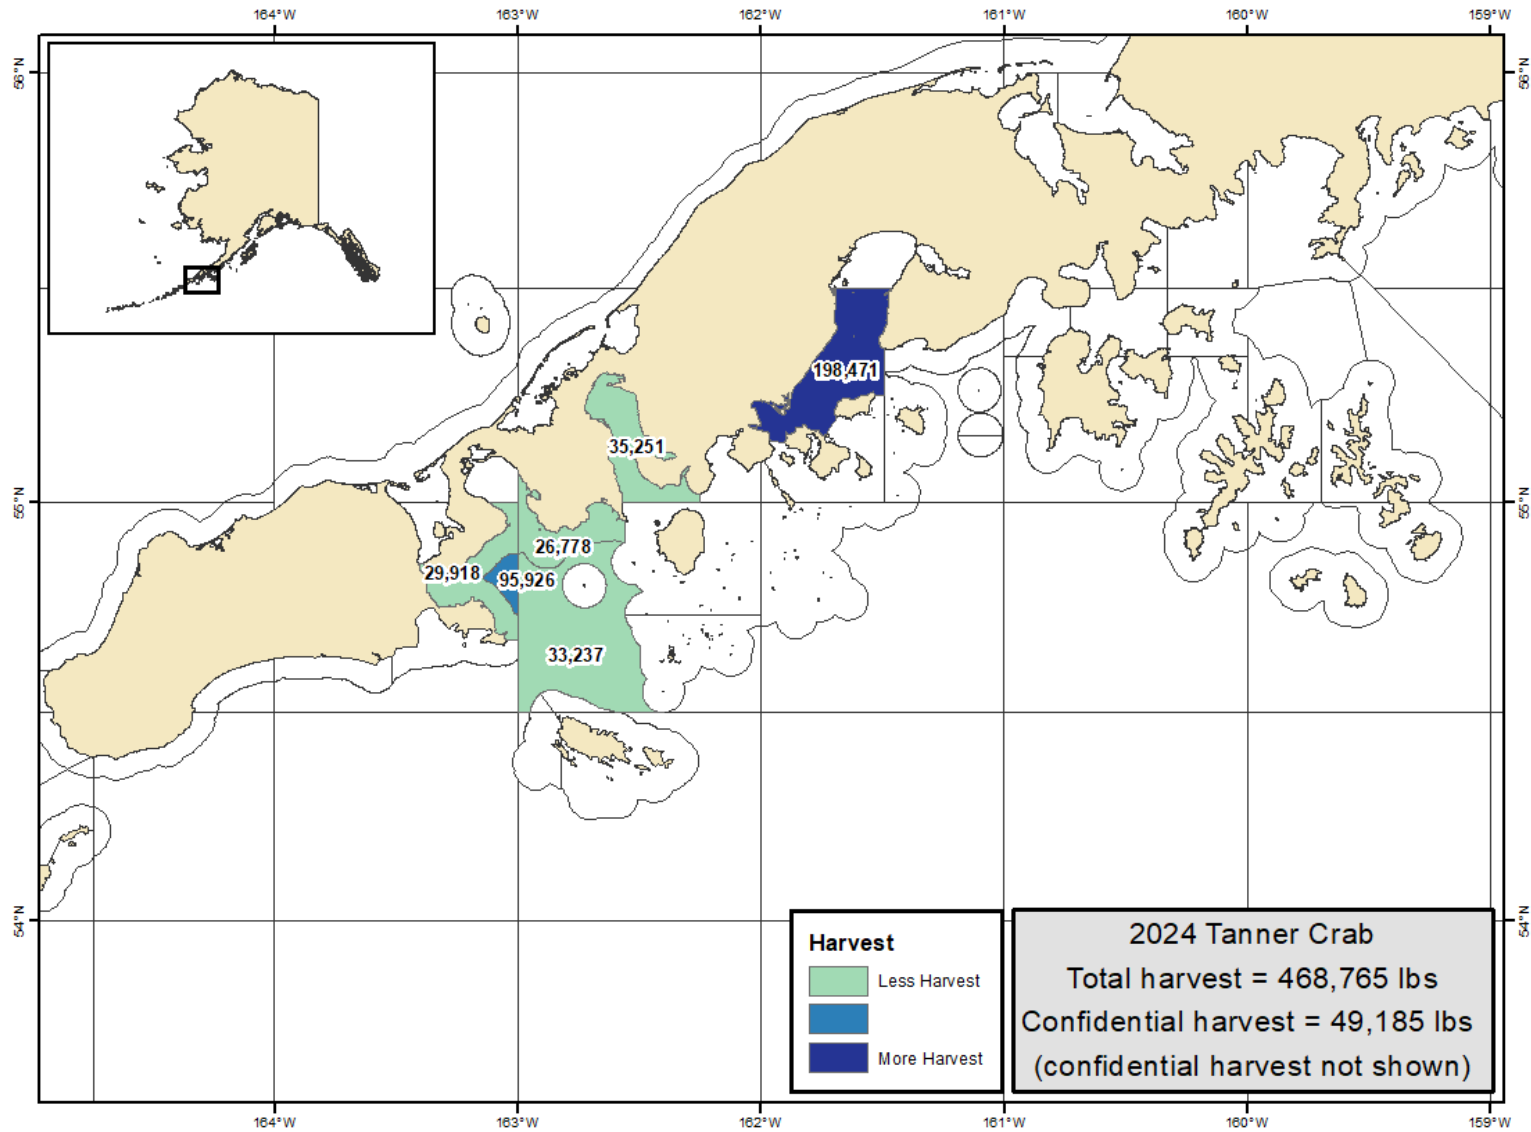 164°W 163°W 162°W 161°W 160°W 159°W
56°N 56°N
198,471
35,251
55°N 55°N
26,778
29,918 95,926
33,237
54°N 54°N
Harvest
Less Harvest
More Harvest
2024 Tanner Crab
Total harvest = 468,765 lbs
Confidential harvest = 49,185 lbs
(confidential harvest not shown)
164°W 163°W 162°W 161°W 160°W 159°W